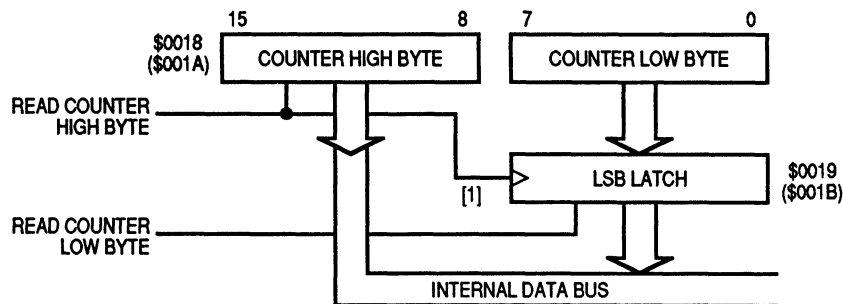 15 8 7 0
$0018
($001A)
COUNTER HIGH BYTE
COUNTER LOW BYTE
READ COUNTER
HIGH BYTE
[1]
LSB LATCH
$0019
($001B)
READ COUNTER
LOW BYTE
INTERNAL DATA BUS